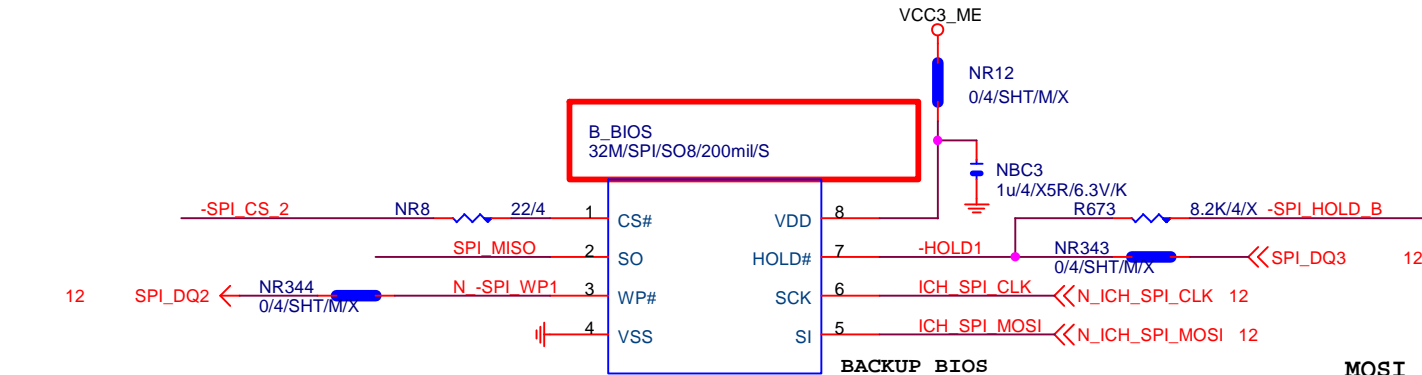 VCC3_ME
NR12
0/4/SHT/M/X
B_BIOS
32M/SPI/SO8/200mil/S
NBC3
1u/4/X5R/6.3V/K
-SPI_CS_2 NR8 22/4 1 CS# VDD 8 R673 8.2K/4/X -SPI_HOLD_B
SPI_MISO 2 SO HOLD# 7 -HOLD1 NR343 0/4/SHT/M/X SPI_DQ3 12
12 SPI_DQ2 NR344 0/4/SHT/M/X N_-SPI_WP1 3 WP# SCK 6 ICH_SPI_CLK N_ICH_SPI_CLK 12
4 VSS SI 5 ICH_SPI_MOSI N_ICH_SPI_MOSI 12
BACKUP BIOS MOSI